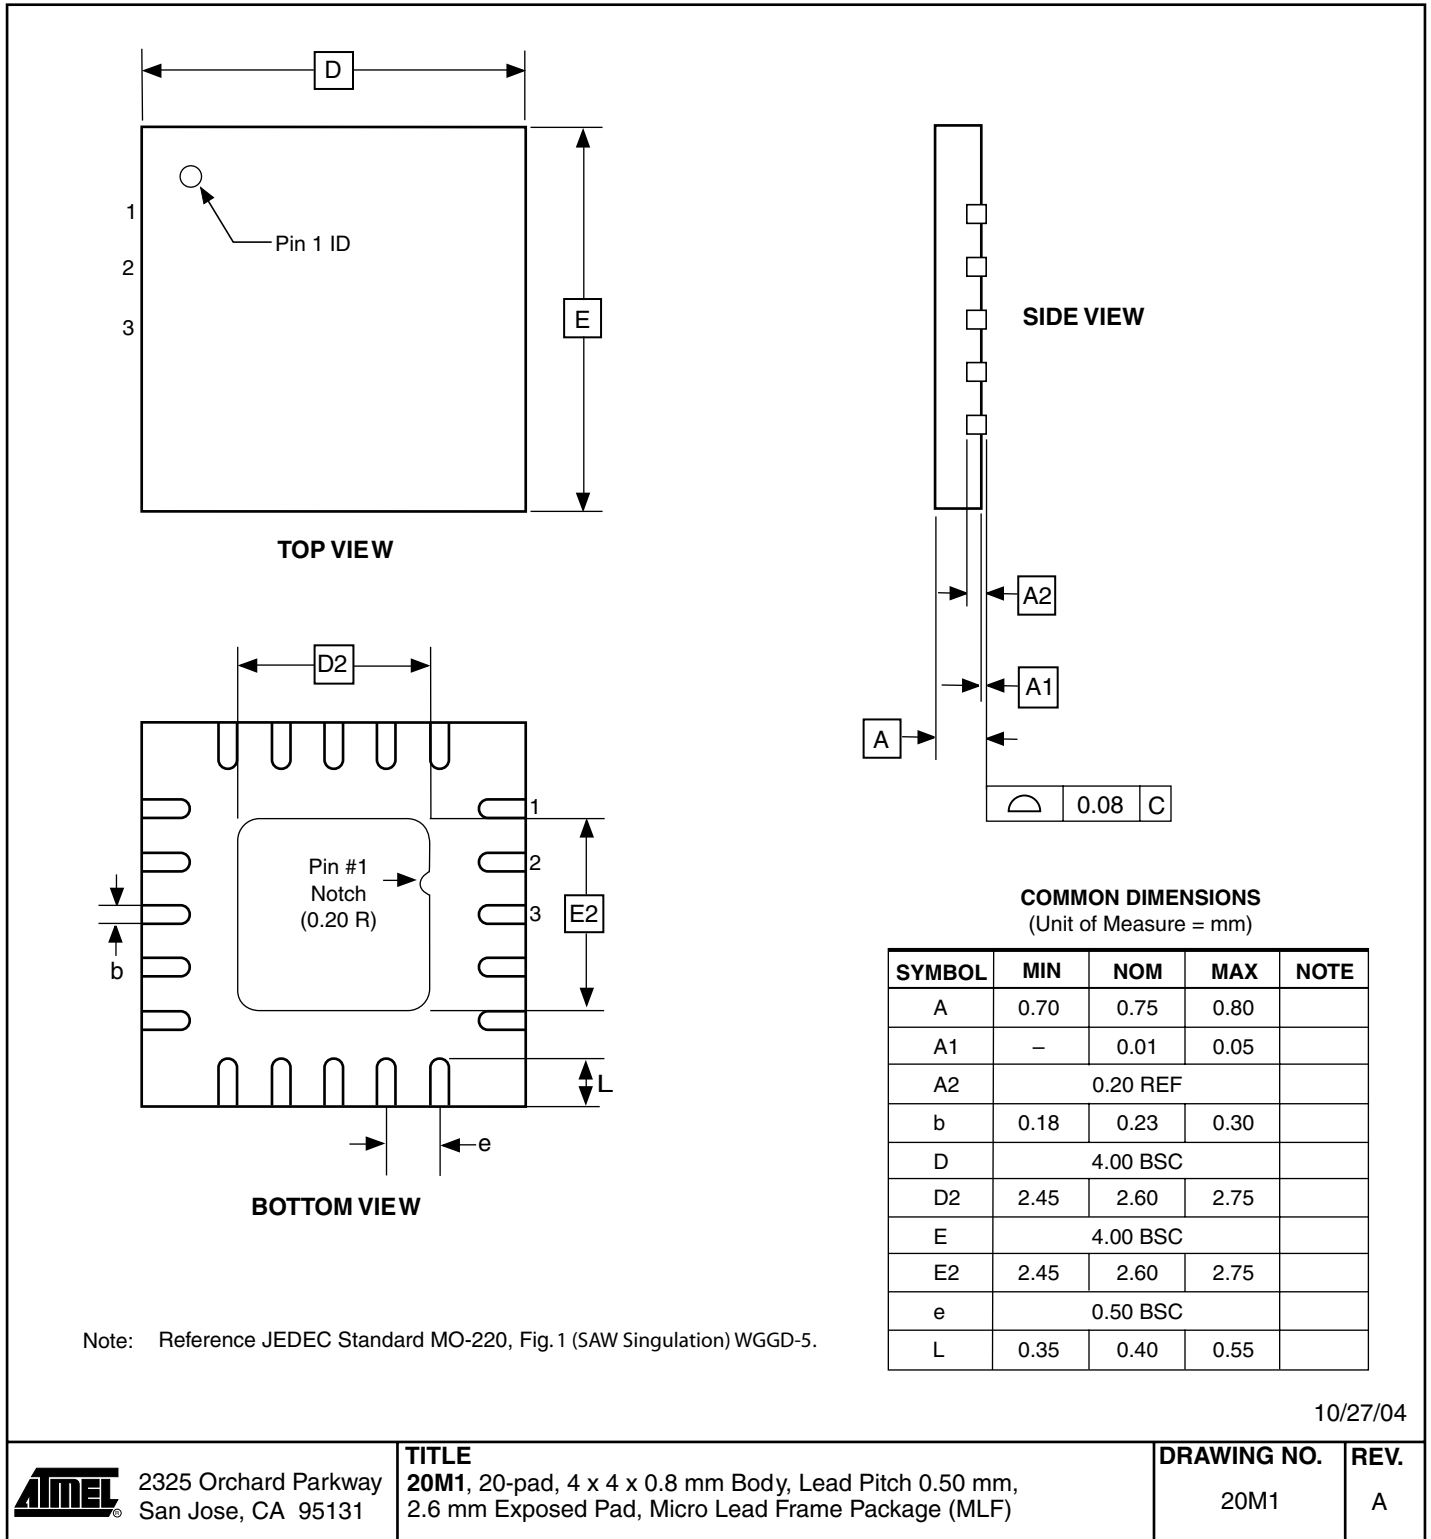 D
1
2
3
Pin 1 ID
E
TOP VIEW
SIDE VIEW
A2
A1
A
0.08 C
D2
1
2
3
Pin #1
Notch
(0.20 R)
E2
b
L
e
BOTTOM VIEW
COMMON DIMENSIONS
(Unit of Measure = mm)
SYMBOL MIN NOM MAX NOTE
A 0.70 0.75 0.80
A1 – 0.01 0.05
A2 0.20 REF
b 0.18 0.23 0.30
D 4.00 BSC
D2 2.45 2.60 2.75
E 4.00 BSC
E2 2.45 2.60 2.75
e 0.50 BSC
L 0.35 0.40 0.55
Note: Reference JEDEC Standard MO-220, Fig. 1 (SAW Singulation) WGGD-5.
10/27/04
ATMEL ®
2325 Orchard Parkway
San Jose, CA 95131
TITLE
20M1, 20-pad, 4 x 4 x 0.8 mm Body, Lead Pitch 0.50 mm,
2.6 mm Exposed Pad, Micro Lead Frame Package (MLF)
DRAWING NO.
20M1
REV.
A